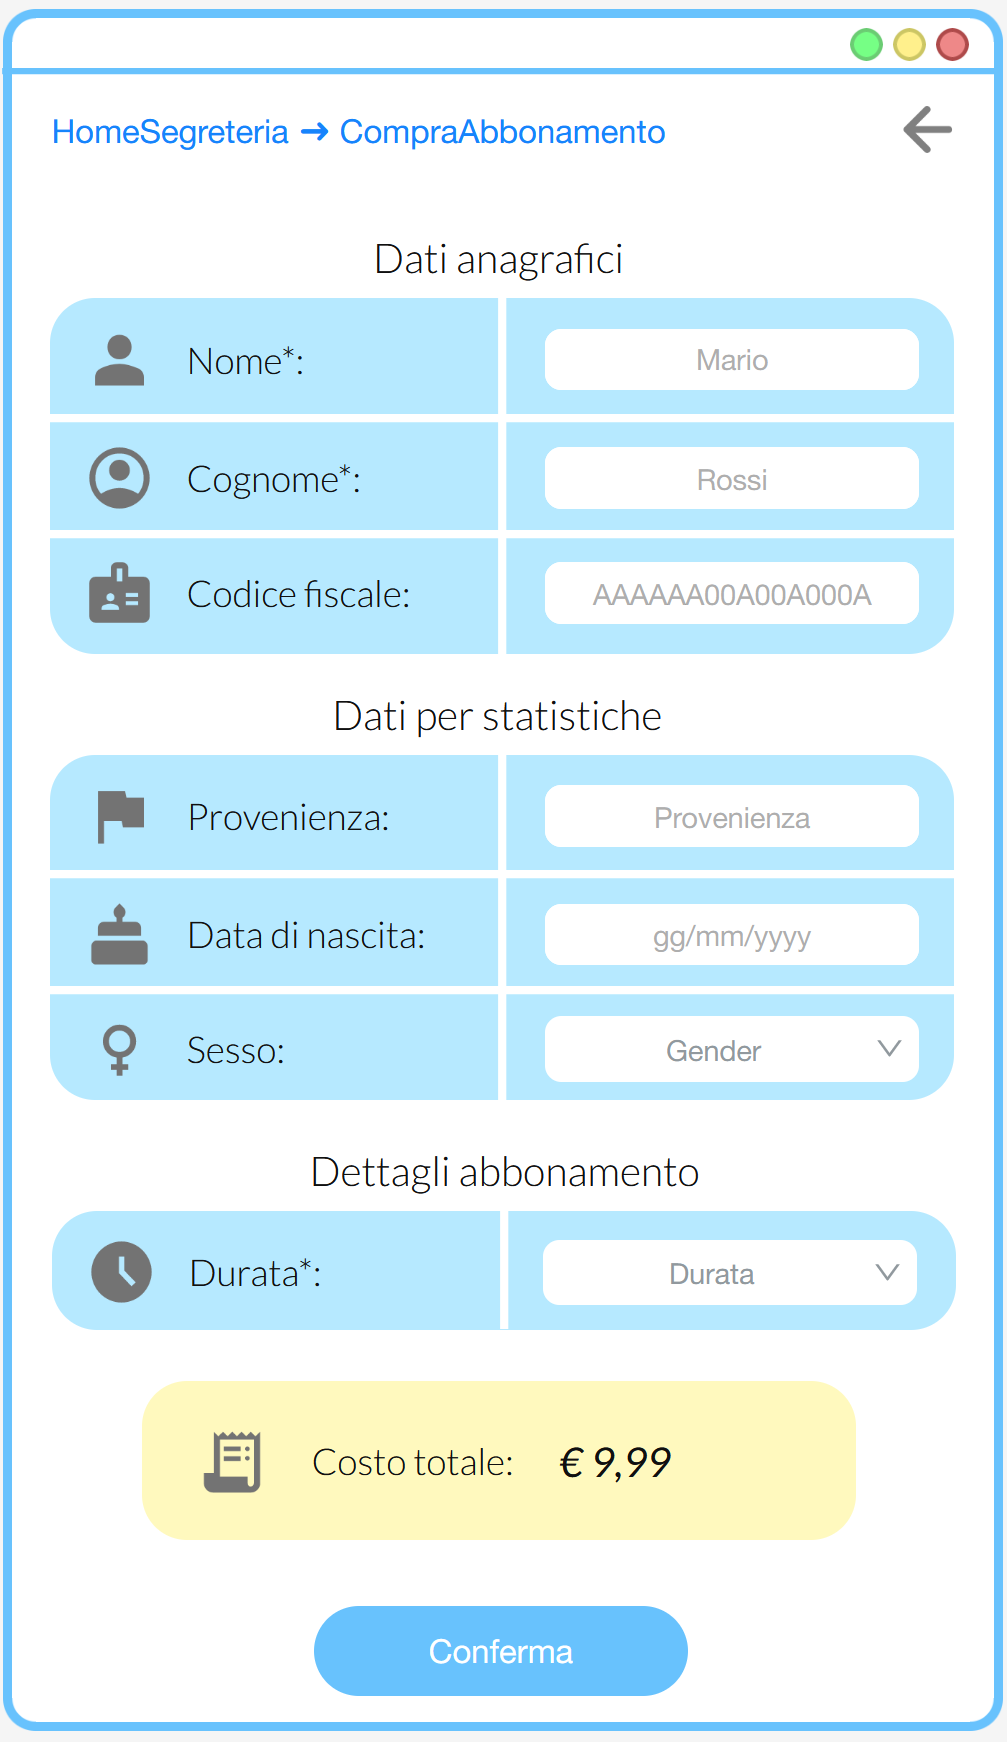 HomeSegreteria → CompraAbbonamento
Dati anagrafici
Nome*: Mario
Cognome*: Rossi
Codice fiscale: AAAAAA00A00A000A
Dati per statistiche
Provenienza: Provenienza
Data di nascita: gg/mm/yyyy
Sesso: Gender
Dettagli abbonamento
Durata*: Durata
Costo totale: € 9,99
Conferma